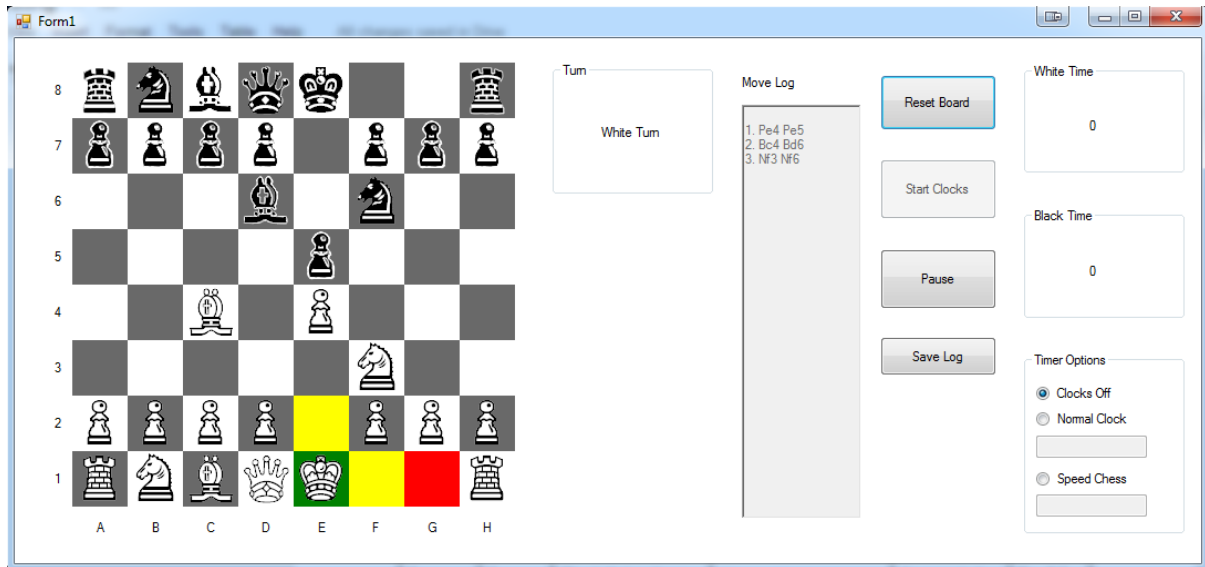 Form1
8
7
6
5
4
3
2
1
A B C D E F G H
Turn
White Turn
Move Log
1. Pe4 Pe5
2. Bc4 Bd6
3. Nf3 Nf6
Reset Board
Start Clocks
Pause
Save Log
White Time
0
Black Time
0
Timer Options
Clocks Off
Normal Clock
Speed Chess